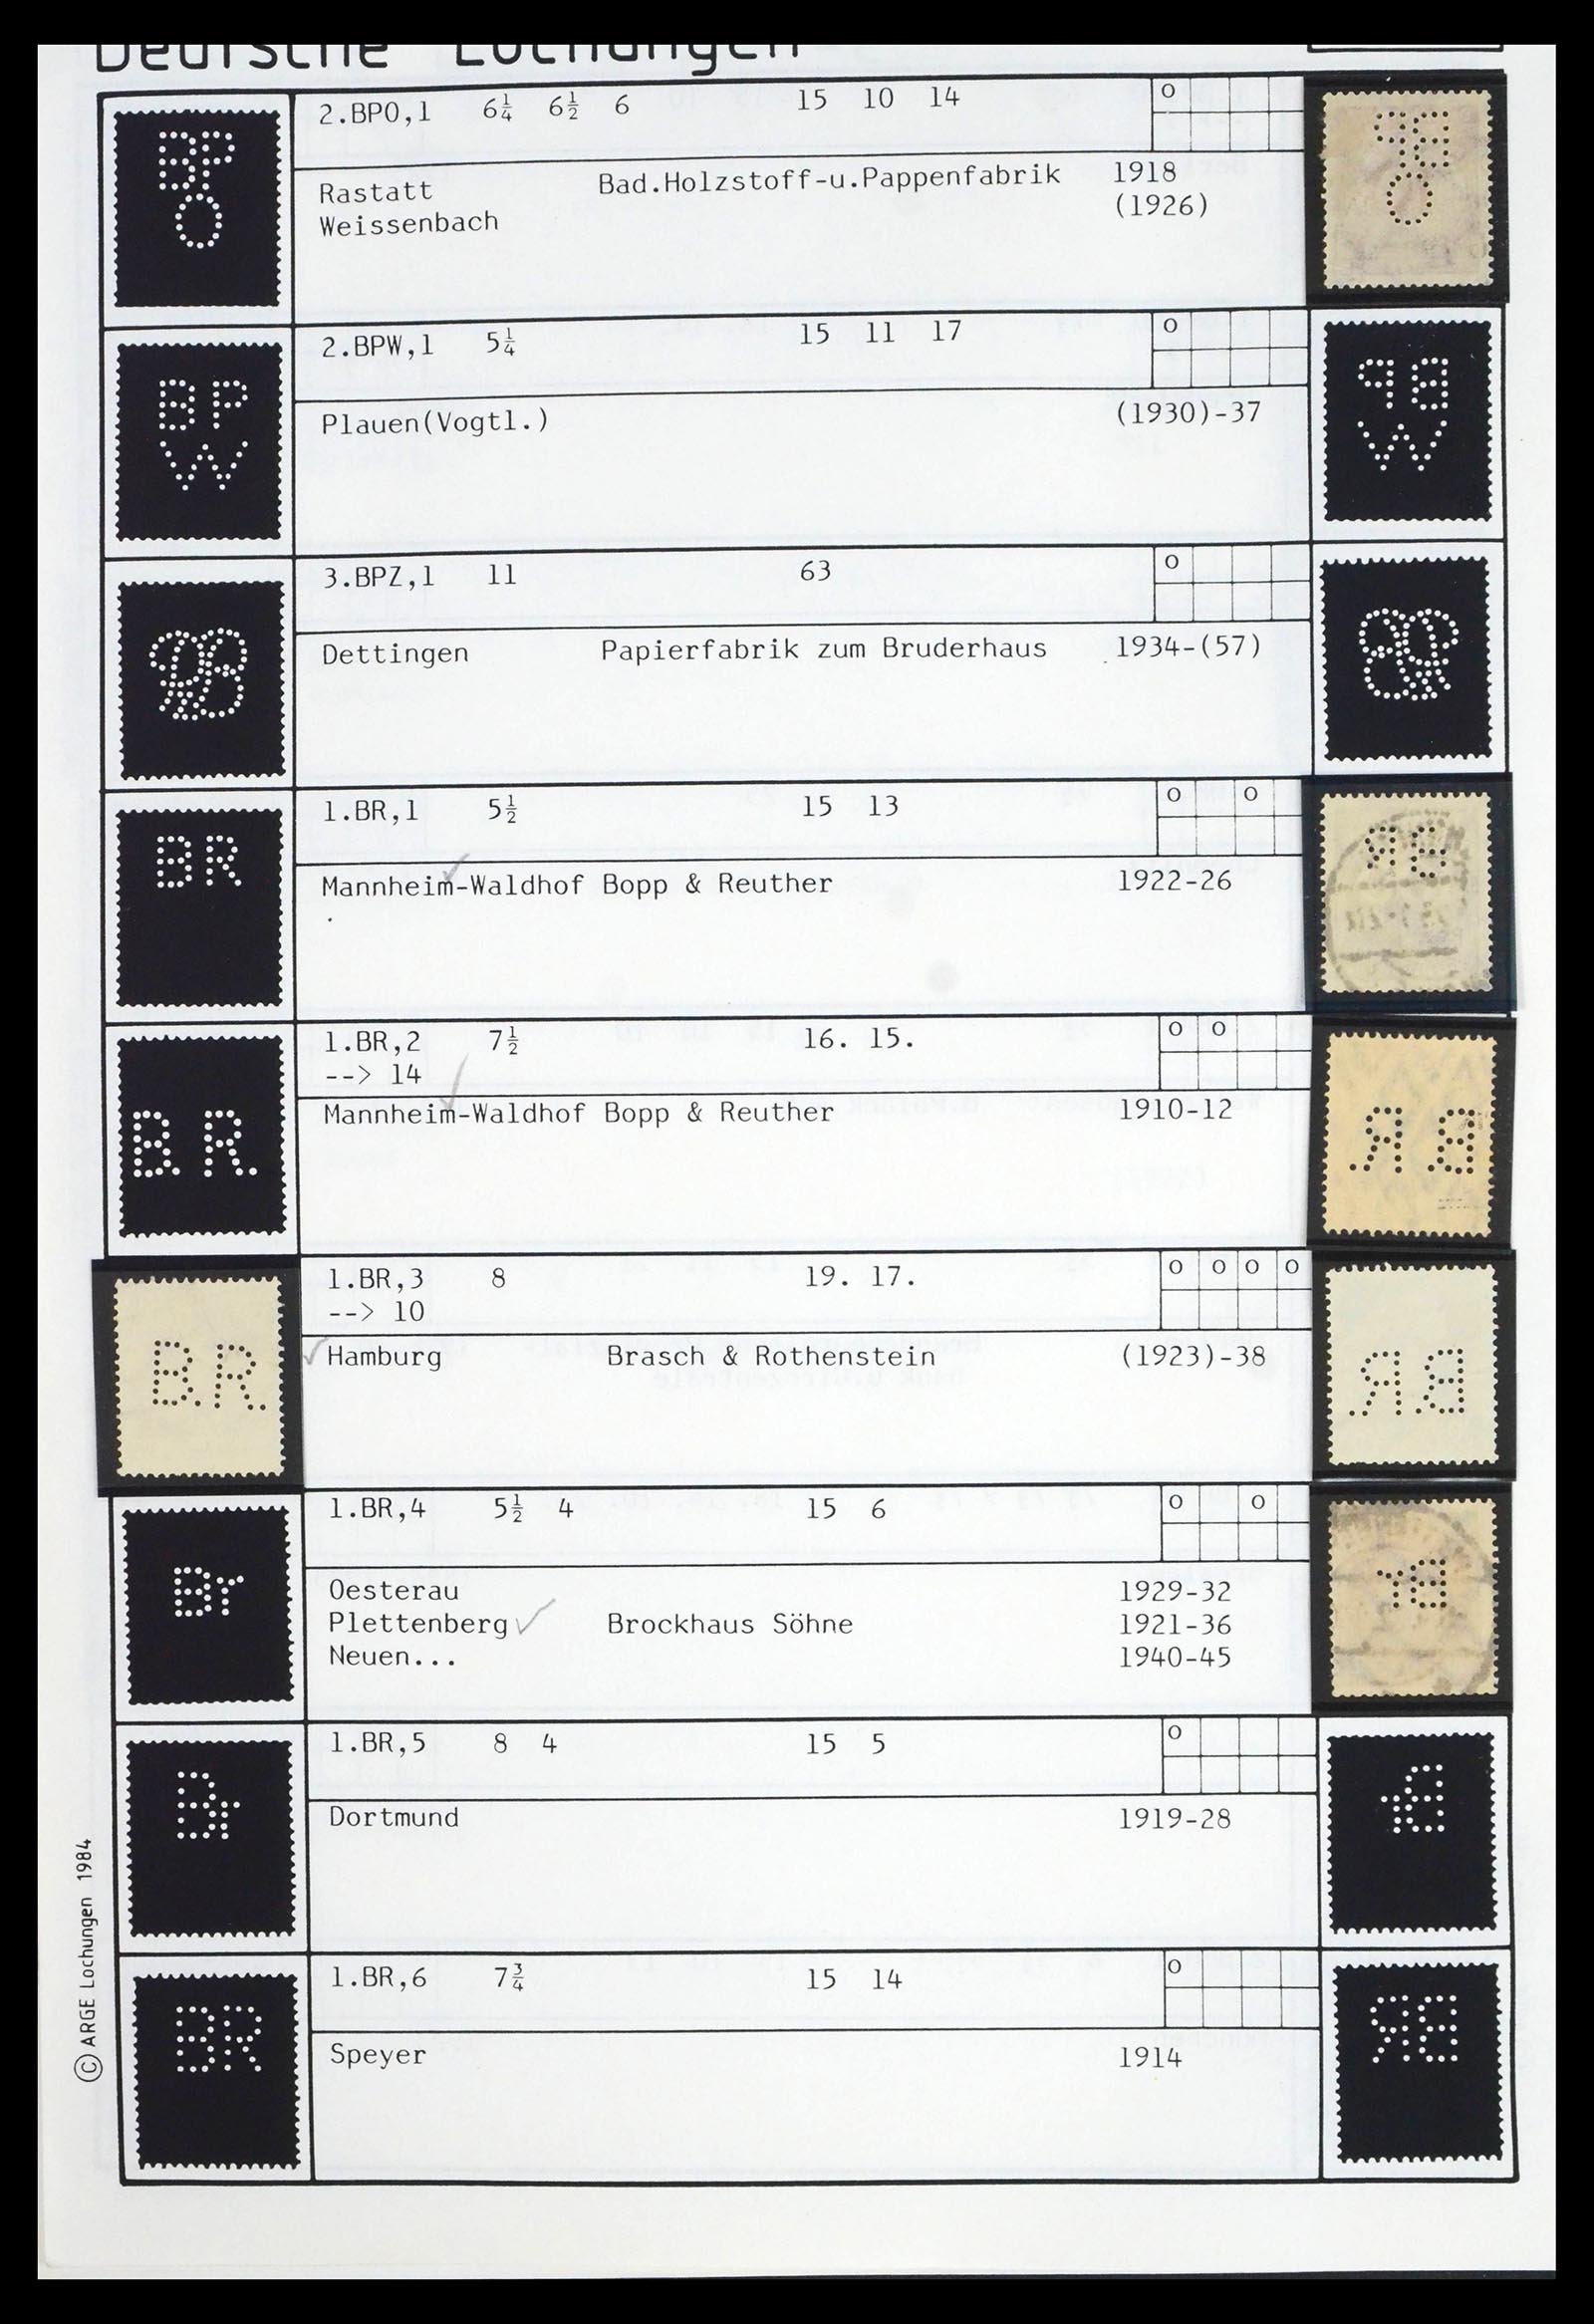 Deutsche Lochungen
BP
O
2.BPO,1 6¼ 6½ 6 15 10 14 o
Rastatt Bad.Holzstoff-u.Pappenfabrik 1918
Weissenbach (1926)
BP
W
2.BPW,1 5¼ 15 11 17 o
Plauen(Vogtl.) (1930)-37
3.BPZ,1 11 63 o
Dettingen Papierfabrik zum Bruderhaus 1934-(57)
BR
1.BR,1 5½ 15 13 o o
Mannheim-Waldhof Bopp & Reuther 1922-26
B.R.
1.BR,2 7½ 16. 15. o o
--> 14
Mannheim-Waldhof Bopp & Reuther 1910-12
B.R.
1.BR,3 8 19. 17. o o o o
--> 10
Hamburg Brasch & Rothenstein (1923)-38
Br
1.BR,4 5½ 4 15 6 o o
Oesterau 1929-32
Plettenberg Brockhaus Söhne 1921-36
Neuen... 1940-45
Br
1.BR,5 8 4 15 5 o
Dortmund 1919-28
BR
1.BR,6 7¾ 15 14 o
Speyer 1914
© ARGE Lochungen 1984